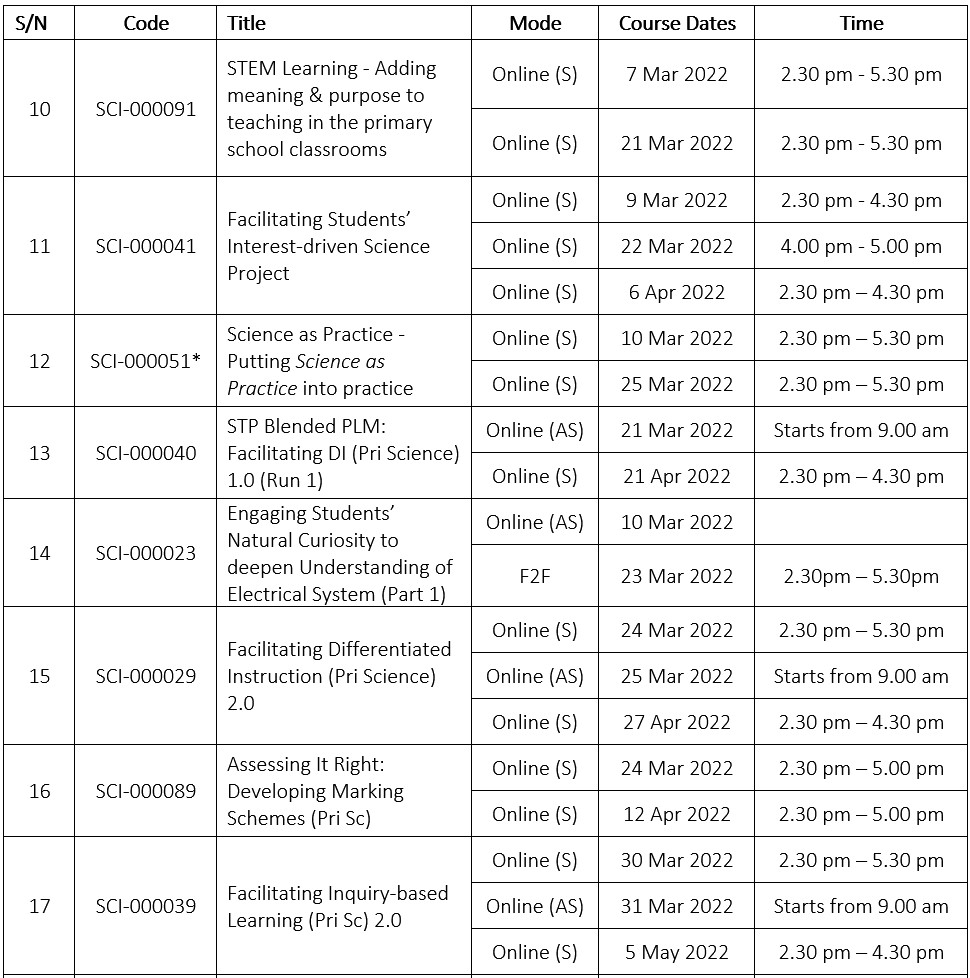 S/N Code Title Mode Course Dates Time
10 SCI-000091 STEM Learning - Adding
meaning & purpose to
teaching in the primary
school classrooms
Online (S) 7 Mar 2022 2.30 pm - 5.30 pm
Online (S) 21 Mar 2022 2.30 pm - 5.30 pm
11 SCI-000041 Facilitating Students’
Interest-driven Science
Project
Online (S) 9 Mar 2022 2.30 pm - 4.30 pm
Online (S) 22 Mar 2022 4.00 pm - 5.00 pm
Online (S) 6 Apr 2022 2.30 pm – 4.30 pm
12 SCI-000051* Science as Practice -
Putting Science as
Practice into practice
Online (S) 10 Mar 2022 2.30 pm – 5.30 pm
Online (S) 25 Mar 2022 2.30 pm – 5.30 pm
13 SCI-000040 STP Blended PLM:
Facilitating DI (Pri Science)
1.0 (Run 1)
Online (AS) 21 Mar 2022 Starts from 9.00 am
Online (S) 21 Apr 2022 2.30 pm – 4.30 pm
14 SCI-000023 Engaging Students’
Natural Curiosity to
deepen Understanding of
Electrical System (Part 1)
Online (AS) 10 Mar 2022
F2F 23 Mar 2022 2.30pm – 5.30pm
15 SCI-000029 Facilitating Differentiated
Instruction (Pri Science)
2.0
Online (S) 24 Mar 2022 2.30 pm – 5.30 pm
Online (AS) 25 Mar 2022 Starts from 9.00 am
Online (S) 27 Apr 2022 2.30 pm – 4.30 pm
16 SCI-000089 Assessing It Right:
Developing Marking
Schemes (Pri Sc)
Online (S) 24 Mar 2022 2.30 pm – 5.00 pm
Online (S) 12 Apr 2022 2.30 pm – 5.00 pm
17 SCI-000039 Facilitating Inquiry-based
Learning (Pri Sc) 2.0
Online (S) 30 Mar 2022 2.30 pm – 5.30 pm
Online (AS) 31 Mar 2022 Starts from 9.00 am
Online (S) 5 May 2022 2.30 pm – 4.30 pm